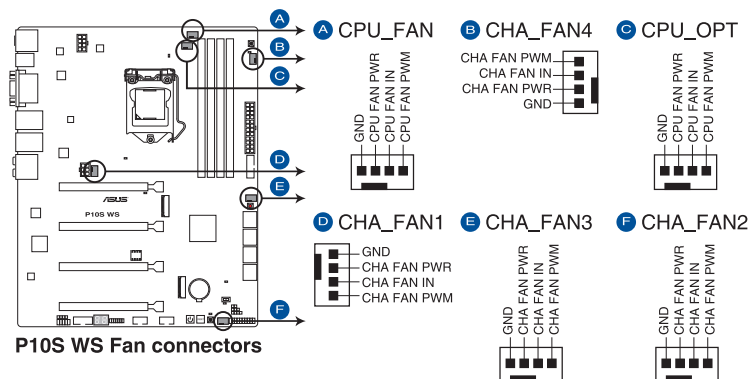 A
B
C
D
E
F
A CPU_FAN
GND
CPU FAN PWR
CPU FAN IN
CPU FAN PWM
B CHA_FAN4
CHA FAN PWM
CHA FAN IN
CHA FAN PWR
GND
C CPU_OPT
GND
CPU FAN PWR
CPU FAN IN
CPU FAN PWM
D CHA_FAN1
GND
CHA FAN PWR
CHA FAN IN
CHA FAN PWM
E CHA_FAN3
GND
CHA FAN PWR
CHA FAN IN
CHA FAN PWM
F CHA_FAN2
GND
CHA FAN PWR
CHA FAN IN
CHA FAN PWM
ASUS
P10S WS
P10S WS Fan connectors